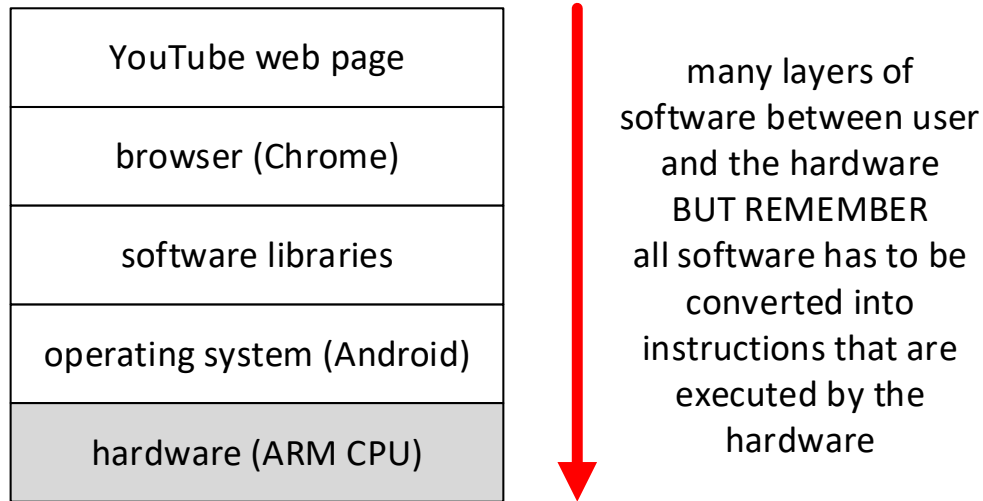 YouTube web page
browser (Chrome)
software libraries
operating system (Android)
hardware (ARM CPU)
many layers of
software between user
and the hardware
BUT REMEMBER
all software has to be
converted into
instructions that are
executed by the
hardware